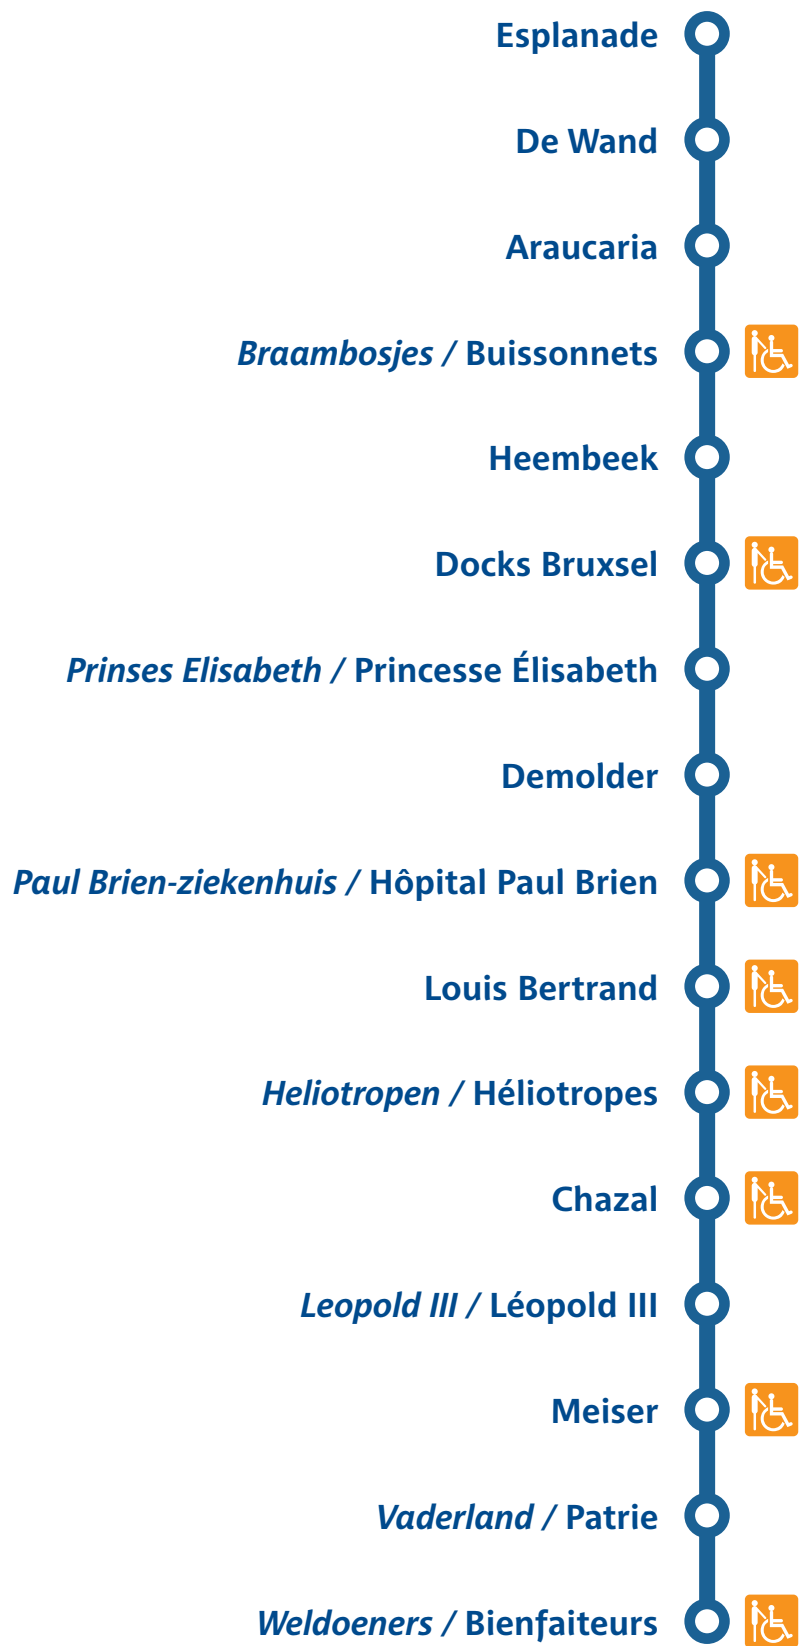 Esplanade
De Wand
Araucaria
Braambosjes / Buissonnets
Heembeek
Docks Bruxsel
Prinses Elisabeth / Princesse Élisabeth
Demolder
Paul Brien-ziekenhuis / Hôpital Paul Brien
Louis Bertrand
Heliotropen / Héliotropes
Chazal
Leopold III / Léopold III
Meiser
Vaderland / Patrie
Weldoeners / Bienfaiteurs